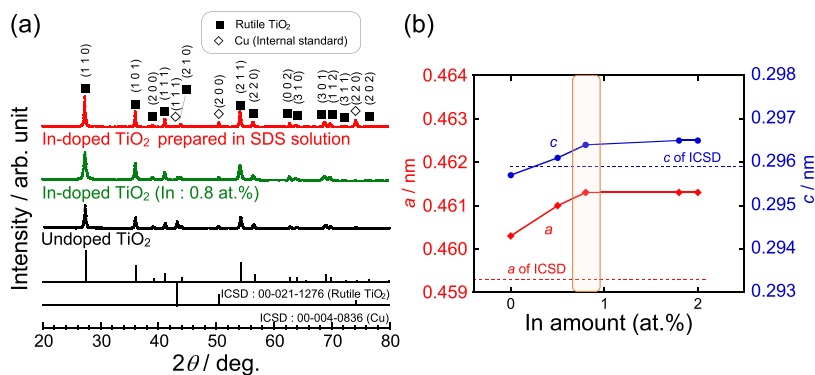 (a)
■ Rutile TiO₂
◇ Cu (Internal standard)
(1 1 0)
(1 0 1)
(2 0 0)
(1 1 1)
(1 1 1)
(2 1 0)
(2 0 0)
(2 1 1)
(2 2 0)
(0 0 2)
(3 1 0)
(3 0 1)
(1 1 2)
(3 1 1)
(2 2 0)
(2 0 2)
In-doped TiO₂ prepared in SDS solution
In-doped TiO₂ (In : 0.8 at.%)
Undoped TiO₂
ICSD : 00-021-1276 (Rutile TiO₂)
ICSD : 00-004-0836 (Cu)
Intensity / arb. unit
20 30 40 50 60 70 80
2θ / deg.
(b)
0.464
0.463
0.462
0.461
0.460
0.459
a / nm
0.298
0.297
0.296
0.295
0.294
0.293
c / nm
c
c of ICSD
a
a of ICSD
0 1 2
In amount (at.%)